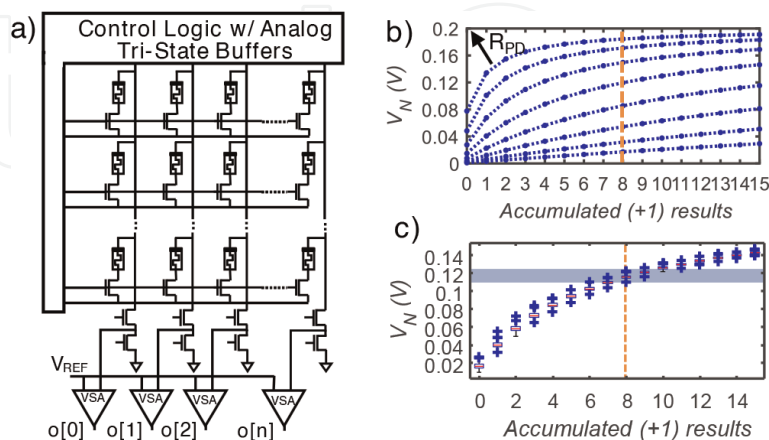 a)
Control Logic w/ Analog
Tri-State Buffers
V_REF
VSA VSA VSA VSA
o[0] o[1] o[2] o[n]
b)
0.2
0.16
0.12
0.08
0.04
0
V_N (V)
R_PD
0 1 2 3 4 5 6 7 8 9 10 11 12 13 14 15
Accumulated (+1) results
c)
0.14
0.12
0.1
0.08
0.06
0.04
0.02
V_N (V)
0 2 4 6 8 10 12 14
Accumulated (+1) results